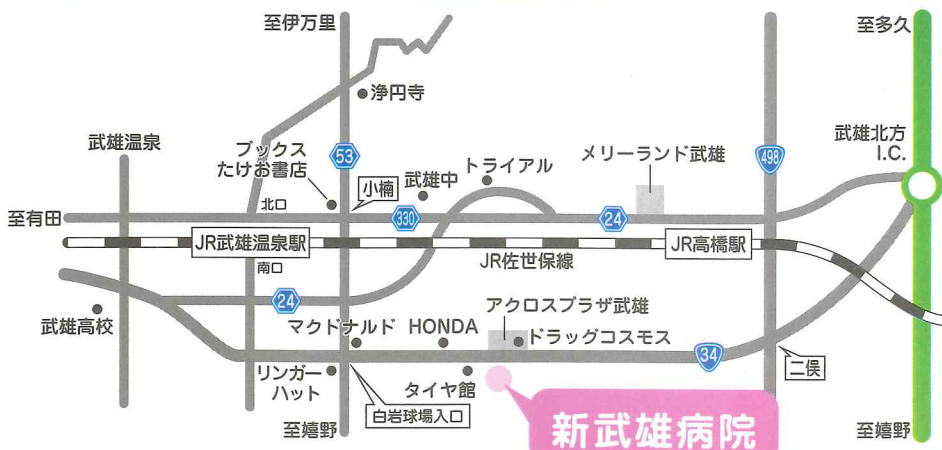 至伊万里
至多久
浄円寺
武雄温泉
ブックス
たけお書店
53
小楠
武雄中
トライアル
メリーランド武雄
498
武雄北方
I.C.
北口
至有田
330
24
JR武雄温泉駅
JR高橋駅
南口
JR佐世保線
24
武雄高校
アクロスプラザ武雄
マクドナルド
HONDA
ドラッグコスモス
34
二俣
リンガー
ハット
タイヤ館
白岩球場入口
新武雄病院
至嬉野
至嬉野